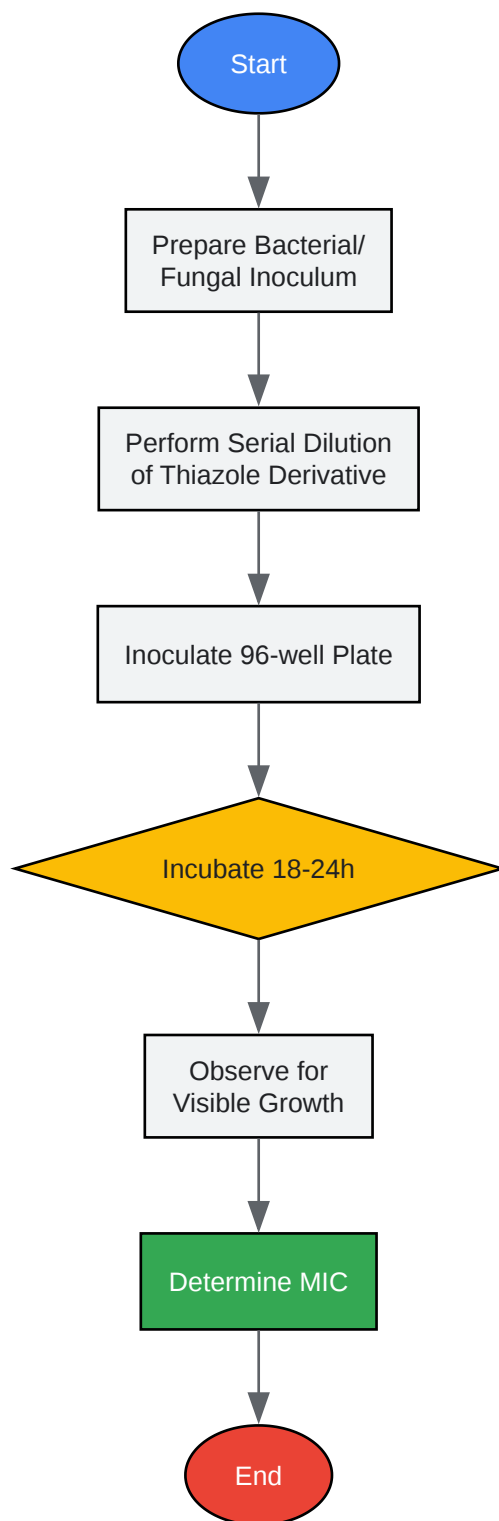 Start
Prepare Bacterial/
Fungal Inoculum
Perform Serial Dilution
of Thiazole Derivative
Inoculate 96-well Plate
Incubate 18-24h
Observe for
Visible Growth
Determine MIC
End